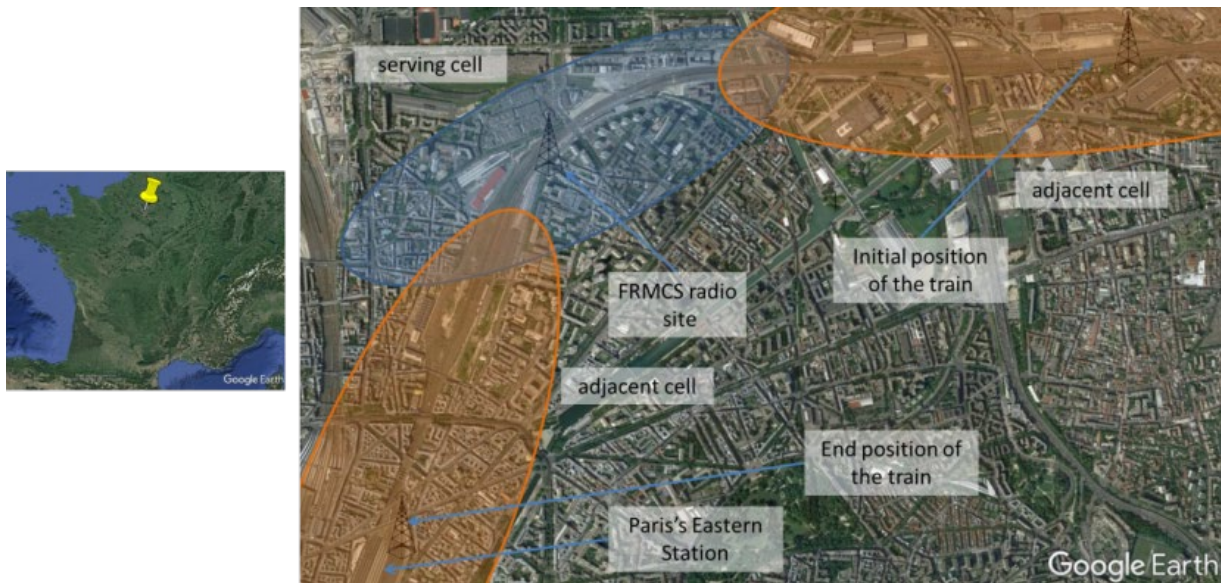 serving cell
adjacent cell
Initial position
of the train
FRMCS radio
site
adjacent cell
End position of
the train
Paris's Eastern
Station
Google Earth
Google Earth